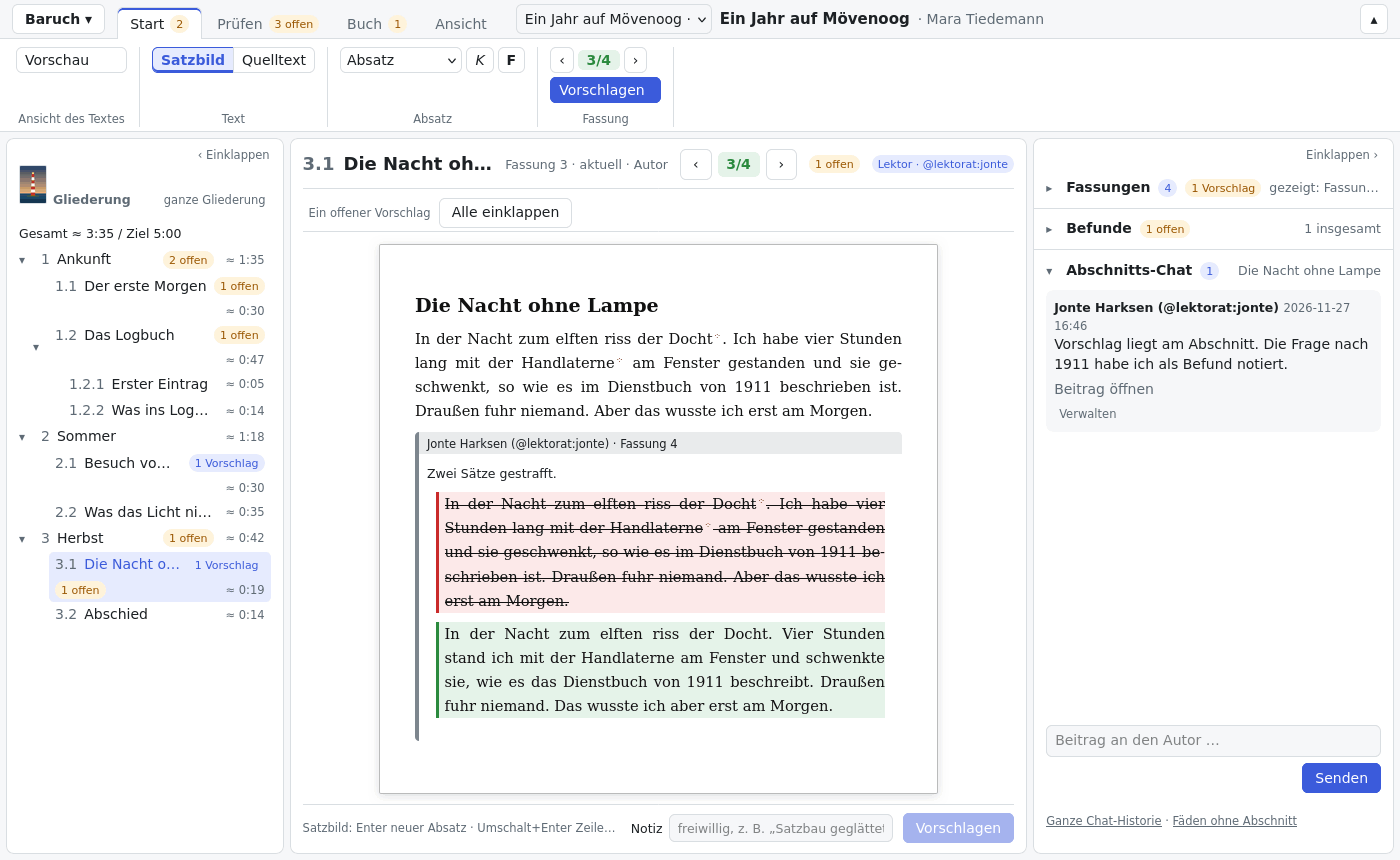 Baruch ▾
Start 2
Prüfen 3 offen
Buch 1
Ansicht
Ein Jahr auf Mövenoog ·
Ein Jahr auf Mövenoog · Mara Tiedemann
▴
Vorschau
Satzbild Quelltext
Absatz K F
‹ 3/4 ›
Vorschlagen
Ansicht des Textes
Text
Absatz
Fassung
‹ Einklappen
Gliederung ganze Gliederung
Gesamt ≈ 3:35 / Ziel 5:00
▾ 1 Ankunft 2 offen ≈ 1:35
1.1 Der erste Morgen 1 offen
≈ 0:30
▾ 1.2 Das Logbuch 1 offen
≈ 0:47
1.2.1 Erster Eintrag ≈ 0:05
1.2.2 Was ins Log… ≈ 0:14
▾ 2 Sommer ≈ 1:18
2.1 Besuch vo… 1 Vorschlag
≈ 0:30
2.2 Was das Licht ni… ≈ 0:35
▾ 3 Herbst 1 offen ≈ 0:42
3.1 Die Nacht o… 1 Vorschlag
1 offen ≈ 0:19
3.2 Abschied ≈ 0:14
3.1 Die Nacht oh… Fassung 3 · aktuell · Autor ‹ 3/4 › 1 offen Lektor · @lektorat:jonte
Ein offener Vorschlag Alle einklappen
Die Nacht ohne Lampe
In der Nacht zum elften riss der Docht. Ich habe vier Stunden
lang mit der Handlaterne am Fenster gestanden und sie ge-
schwenkt, so wie es im Dienstbuch von 1911 beschrieben ist.
Draußen fuhr niemand. Aber das wusste ich erst am Morgen.
Jonte Harksen (@lektorat:jonte) · Fassung 4
Zwei Sätze gestrafft.
In der Nacht zum elften riss der Docht. Ich habe vier
Stunden lang mit der Handlaterne am Fenster gestanden
und sie geschwenkt, so wie es im Dienstbuch von 1911 be-
schrieben ist. Draußen fuhr niemand. Aber das wusste ich
erst am Morgen.
In der Nacht zum elften riss der Docht. Vier Stunden
stand ich mit der Handlaterne am Fenster und schwenkte
sie, wie es das Dienstbuch von 1911 beschreibt. Draußen
fuhr niemand. Das wusste ich aber erst am Morgen.
Satzbild: Enter neuer Absatz · Umschalt+Enter Zeile… Notiz freiwillig, z. B. „Satzbau geglättet Vorschlagen
Einklappen ›
▸ Fassungen 4 1 Vorschlag gezeigt: Fassun…
▸ Befunde 1 offen 1 insgesamt
▾ Abschnitts-Chat 1 Die Nacht ohne Lampe
Jonte Harksen (@lektorat:jonte) 2026-11-27
16:46
Vorschlag liegt am Abschnitt. Die Frage nach
1911 habe ich als Befund notiert.
Beitrag öffnen
Verwalten
Beitrag an den Autor …
Senden
Ganze Chat-Historie · Fäden ohne Abschnitt